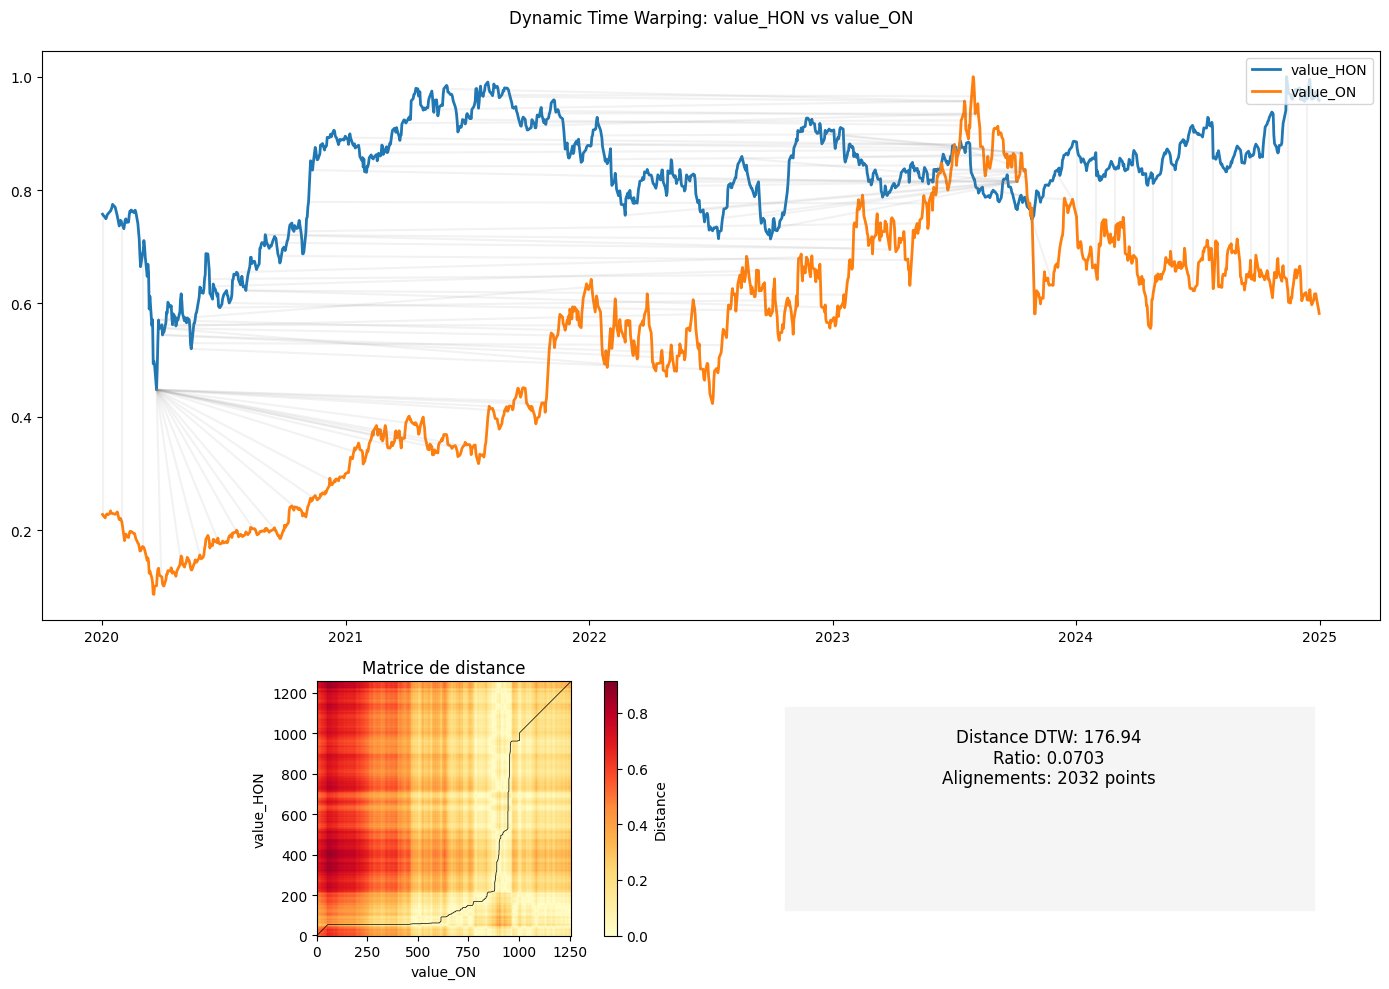 Dynamic Time Warping: value_HON vs value_ON
value_HON
value_ON
1.0
0.8
0.6
0.4
0.2
2020 2021 2022 2023 2024 2025
Matrice de distance
1200
1000
800
600
400
200
0
value_HON
0 250 500 750 1000 1250
value_ON
0.8
0.6
0.4
0.2
0.0
Distance
Distance DTW: 176.94
Ratio: 0.0703
Alignements: 2032 points